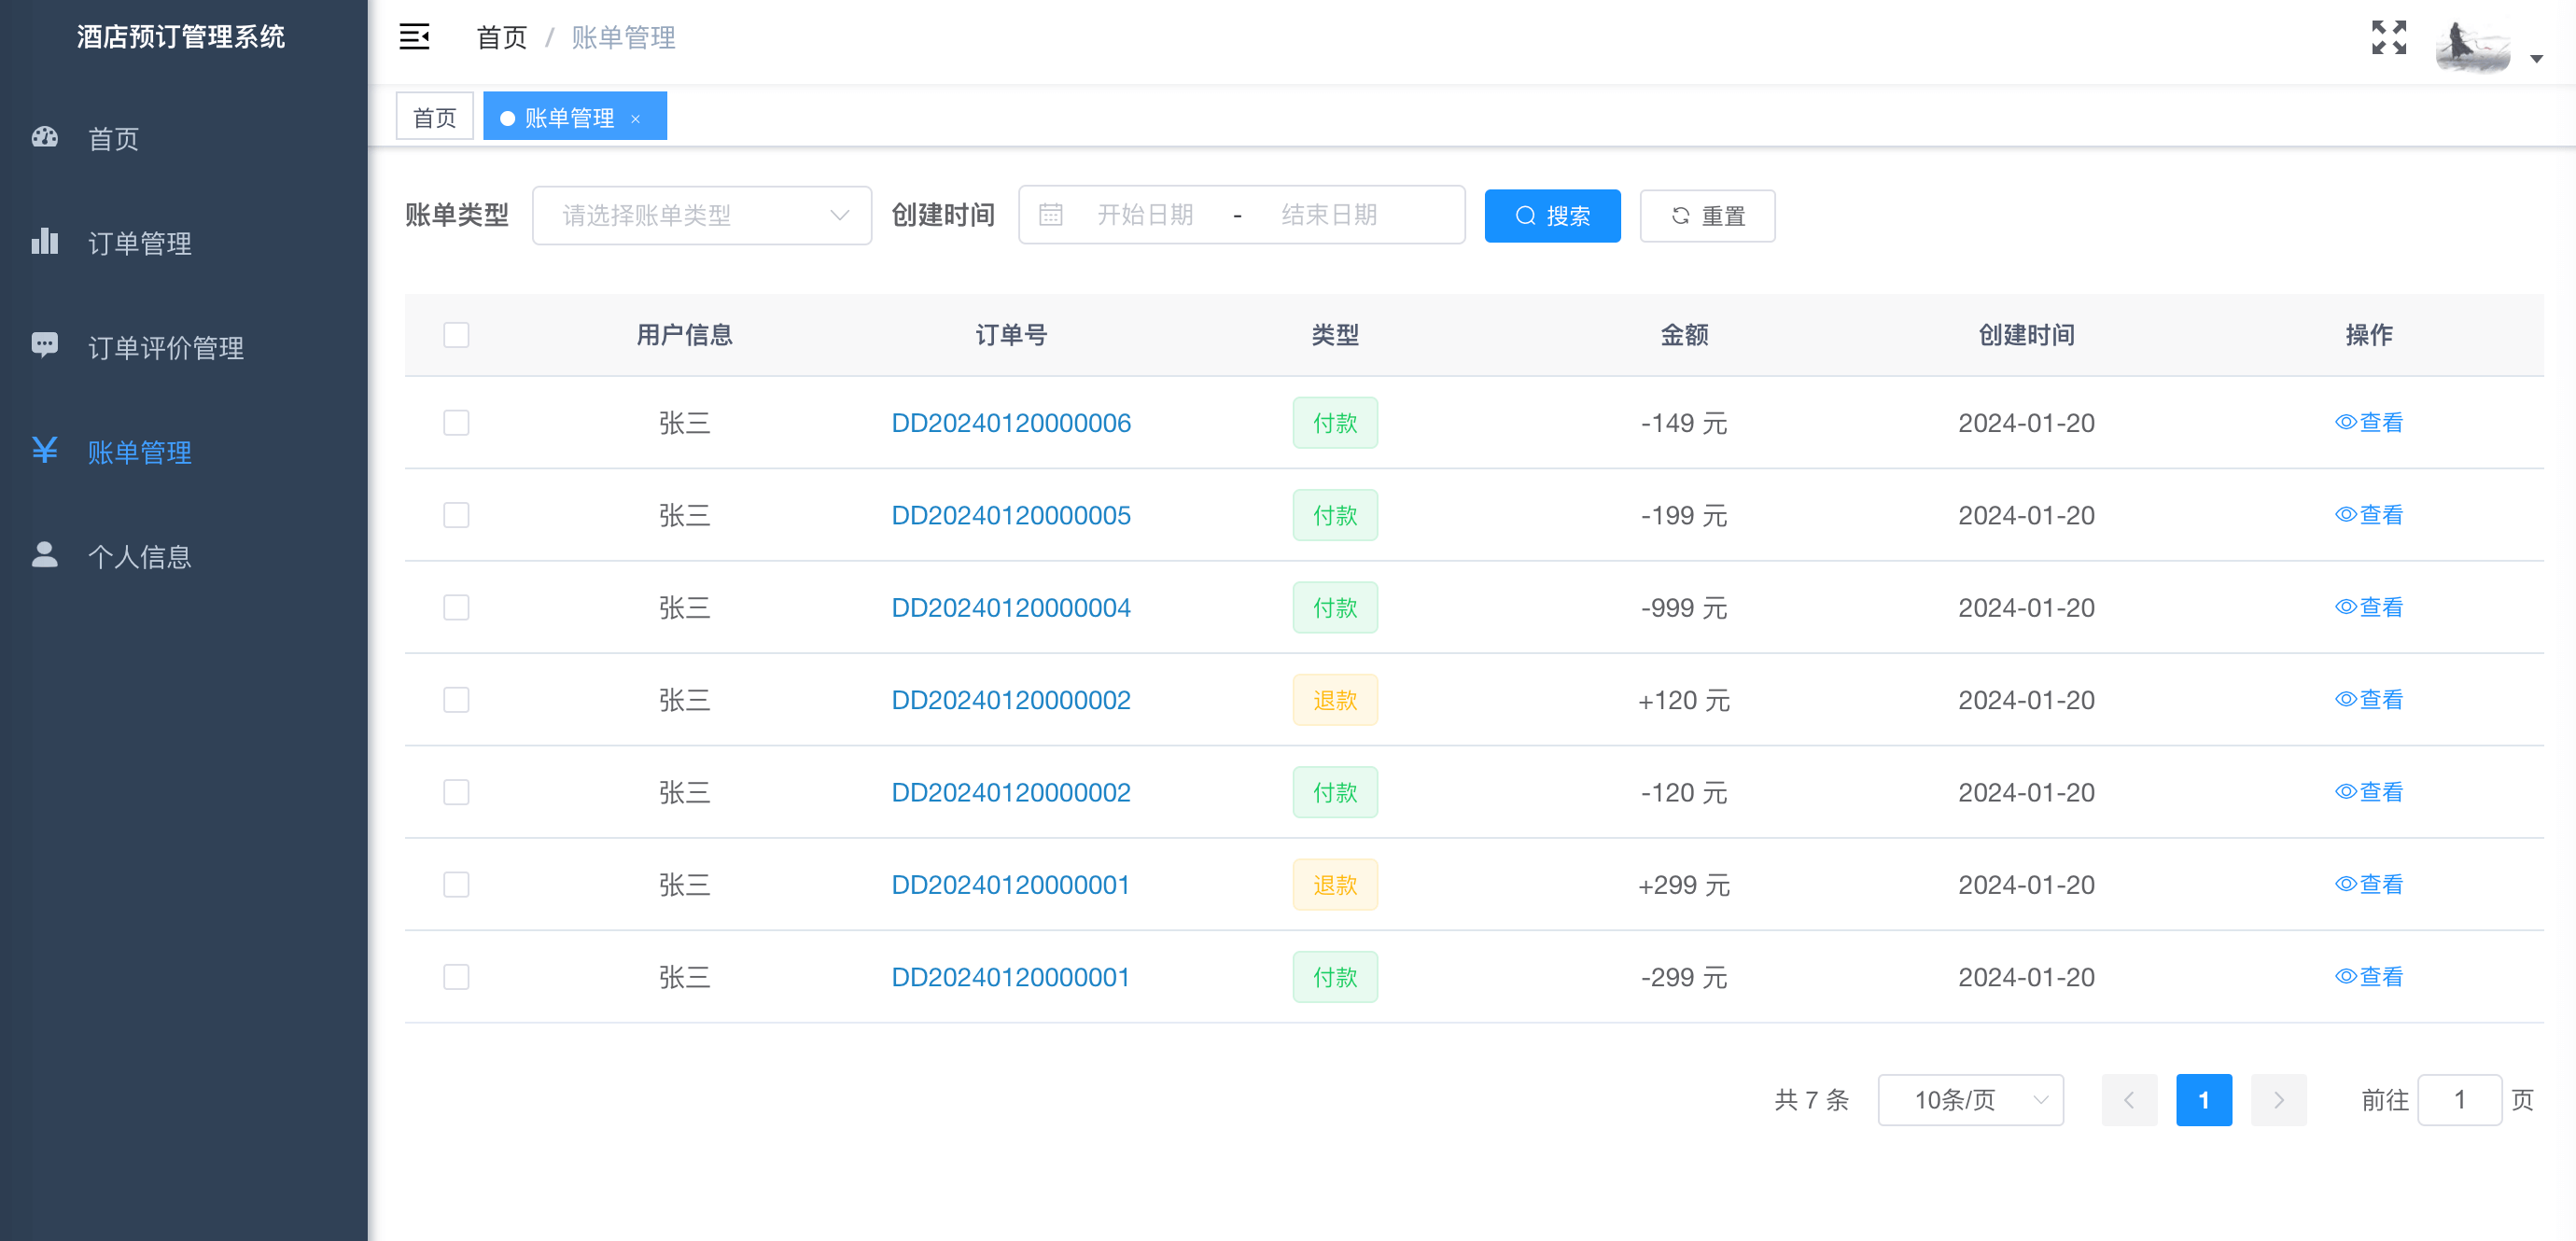 酒店预订管理系统
首页
订单管理
订单评价管理
账单管理
个人信息
首页 / 账单管理
首页 账单管理 ×
账单类型 请选择账单类型 创建时间 开始日期 - 结束日期 搜索 重置
用户信息 订单号 类型 金额 创建时间 操作
张三 DD20240120000006 付款 -149 元 2024-01-20 查看
张三 DD20240120000005 付款 -199 元 2024-01-20 查看
张三 DD20240120000004 付款 -999 元 2024-01-20 查看
张三 DD20240120000002 退款 +120 元 2024-01-20 查看
张三 DD20240120000002 付款 -120 元 2024-01-20 查看
张三 DD20240120000001 退款 +299 元 2024-01-20 查看
张三 DD20240120000001 付款 -299 元 2024-01-20 查看
共 7 条 10条/页 1 前往 1 页